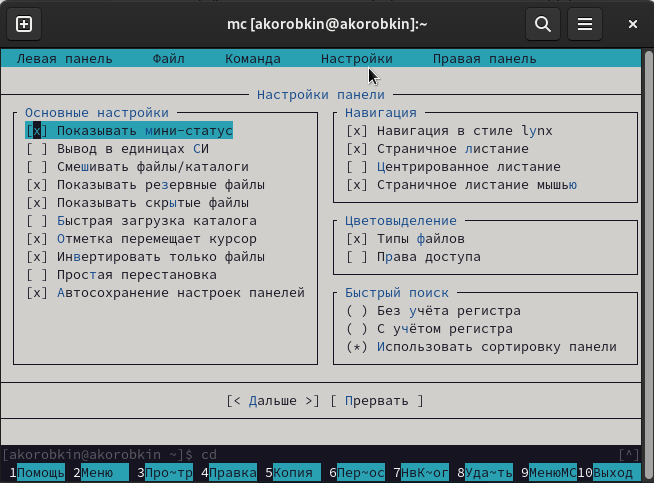 mc [akorobkin@akorobkin]:~
Левая панель Файл Команда Настройки Правая панель
Настройки панели
Основные настройки
[x] Показывать мини-статус
[ ] Вывод в единицах СИ
[ ] Смешивать файлы/каталоги
[x] Показывать резервные файлы
[x] Показывать скрытые файлы
[ ] Быстрая загрузка каталога
[x] Отметка перемещает курсор
[x] Инвертировать только файлы
[ ] Простая перестановка
[x] Автосохранение настроек панелей
Навигация
[x] Навигация в стиле lynx
[x] Страничное листание
[ ] Центрированное листание
[x] Страничное листание мышью
Цветовыделение
[x] Типы файлов
[ ] Права доступа
Быстрый поиск
( ) Без учёта регистра
( ) С учётом регистра
(*) Использовать сортировку панели
[< Дальше >] [ Прервать ]
[akorobkin@akorobkin ~]$ cd [^]
1Помощь 2Меню 3Про~тр 4Правка 5Копия 6Пер~ос 7НвК~ог 8Уда~ть 9МенюMC 10Выход